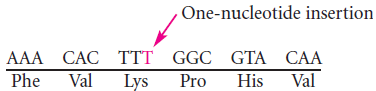 One-nucleotide insertion
AAA CAC TTT GGC GTA CAA
Phe Val Lys Pro His Val